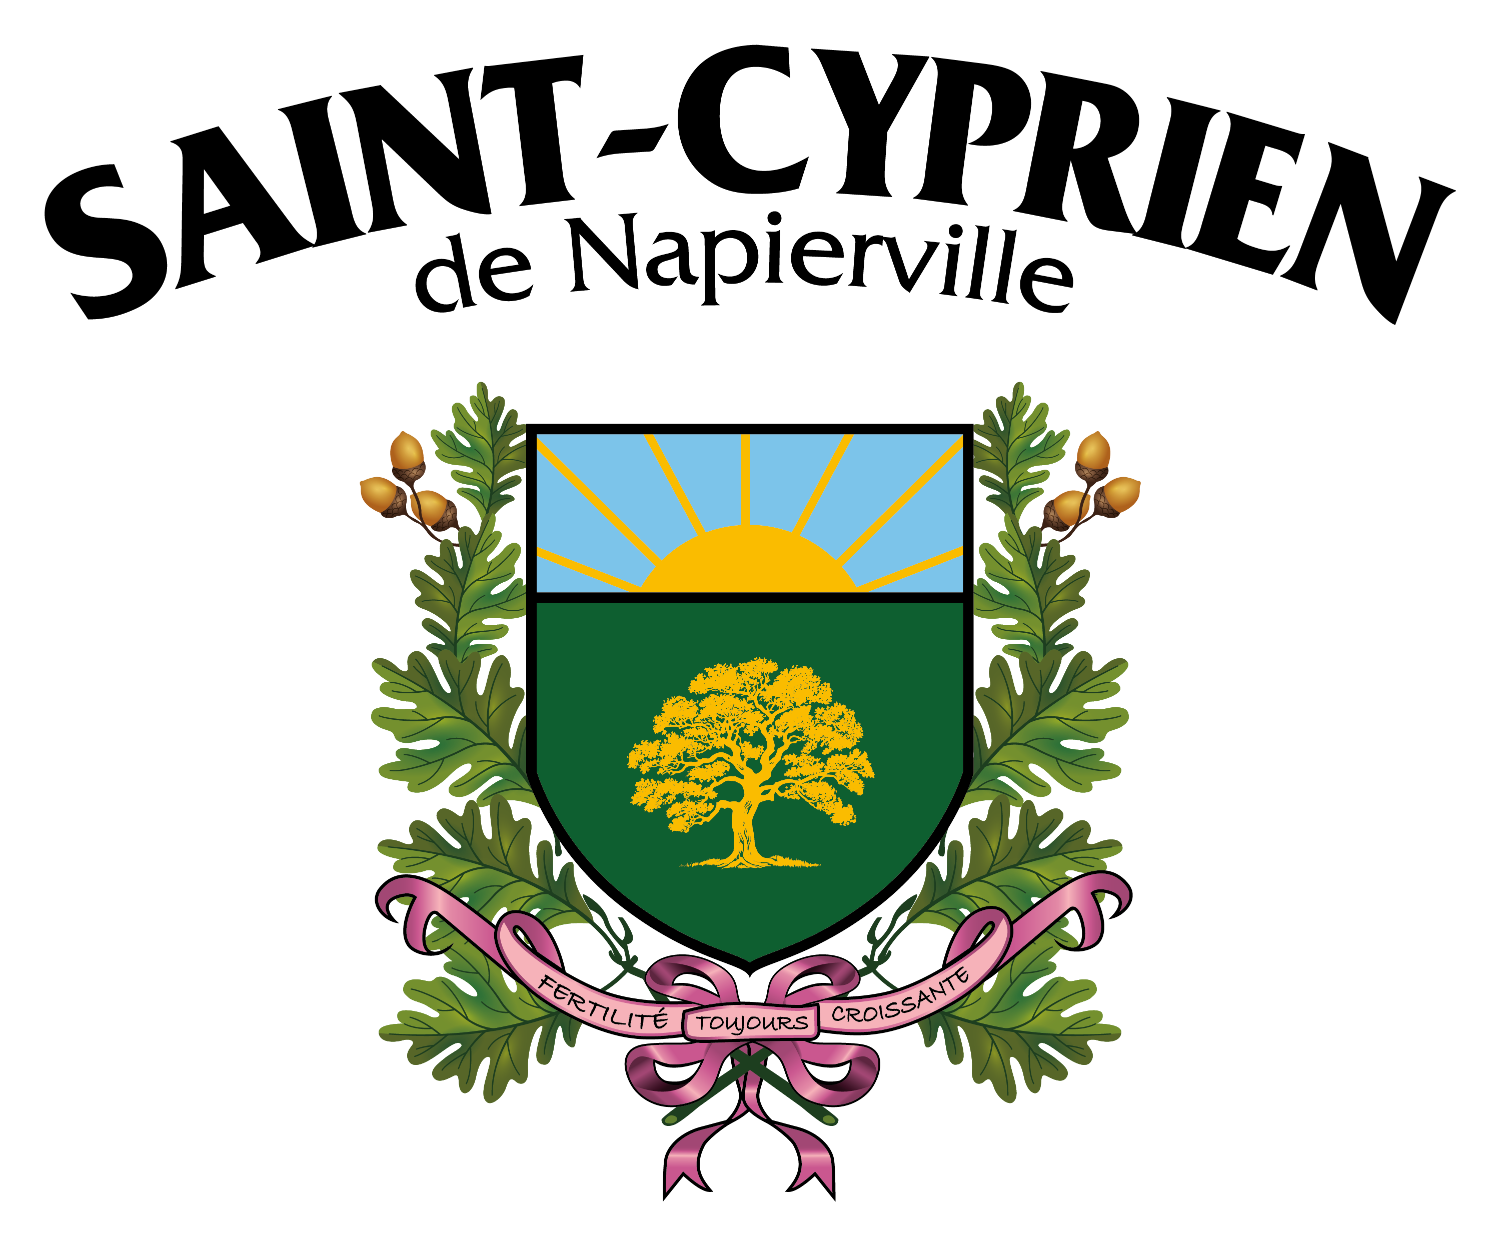 SAINT-CYPRIEN
de Napierville
FERTILITÉ TOUJOURS CROISSANTE